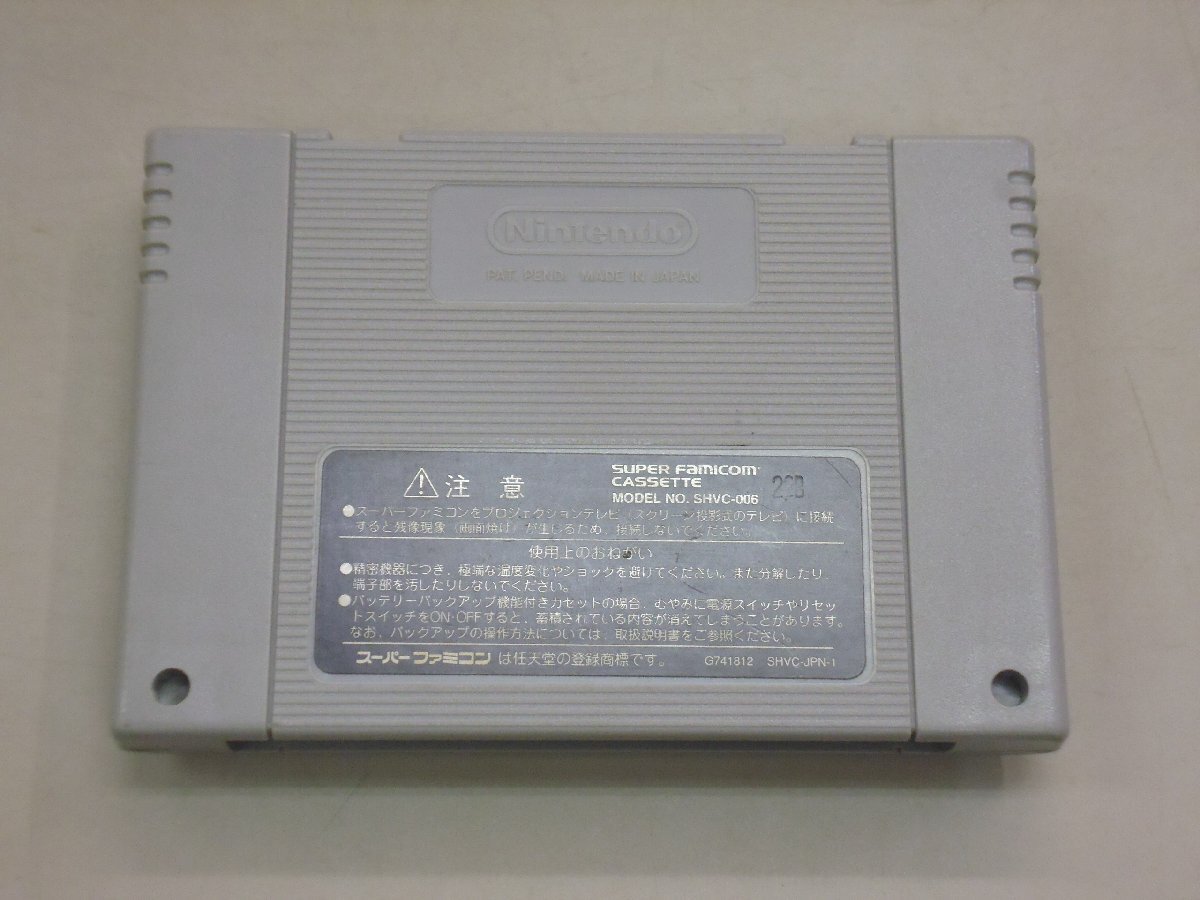 Nintendo
PAT. PEND. MADE IN JAPAN
注意
SUPER FAMICOM
CASSETTE
MODEL NO. SHVC-006
●スーパーファミコンをプロジェクションテレビ（スクリーン投影式のテレビ）に接続
すると残像現象（画面焼け）が生じるため、接続しないでください。
使用上のおねがい
●精密機器につき、極端な温度変化やショックを避けてください。また分解したり、
端子部を汚したりしないでください。
●バッテリーバックアップ機能付きカセットの場合、むやみに電源スイッチやリセッ
トスイッチをON・OFFすると、蓄積されている内容が消えてしまうことがあります。
なお、バックアップの操作方法については、取扱説明書をご参照ください。
スーパーファミコン は任天堂の登録商標です。 G741812 SHVC-JPN-1